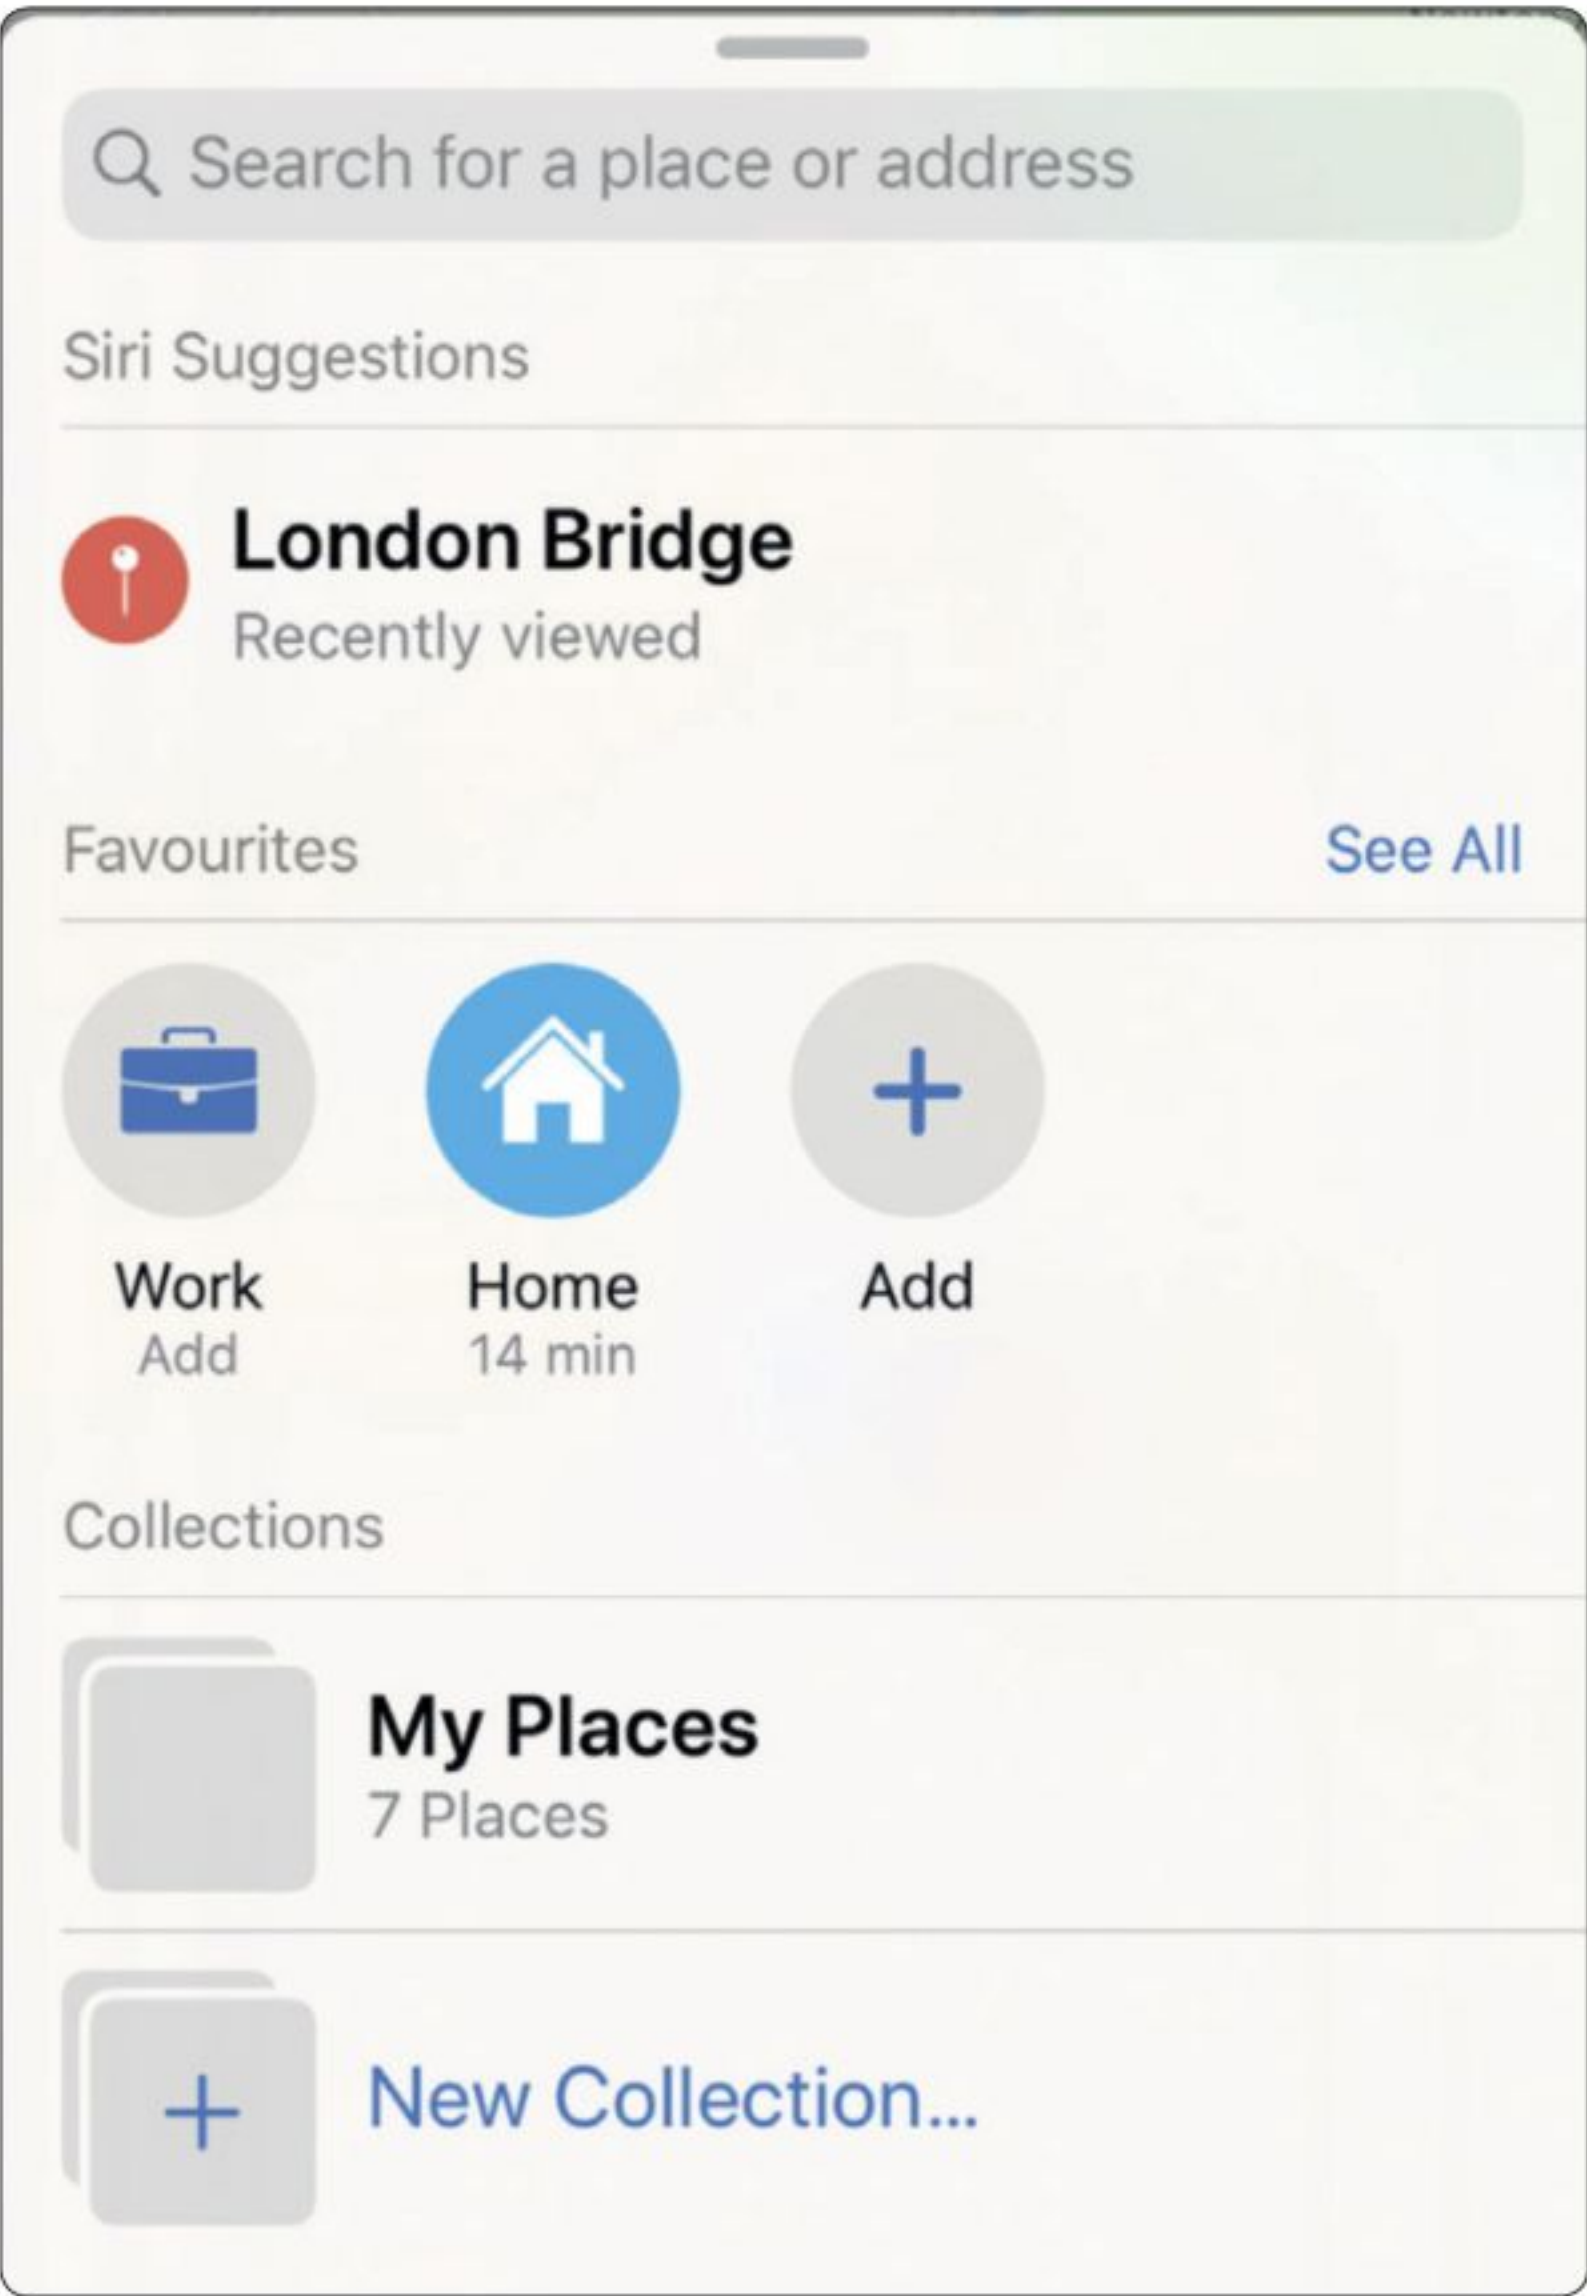 Search for a place or address
Siri Suggestions
London Bridge
Recently viewed
Favourites See All
Work Home Add
Add 14 min
Collections
My Places
7 Places
New Collection...